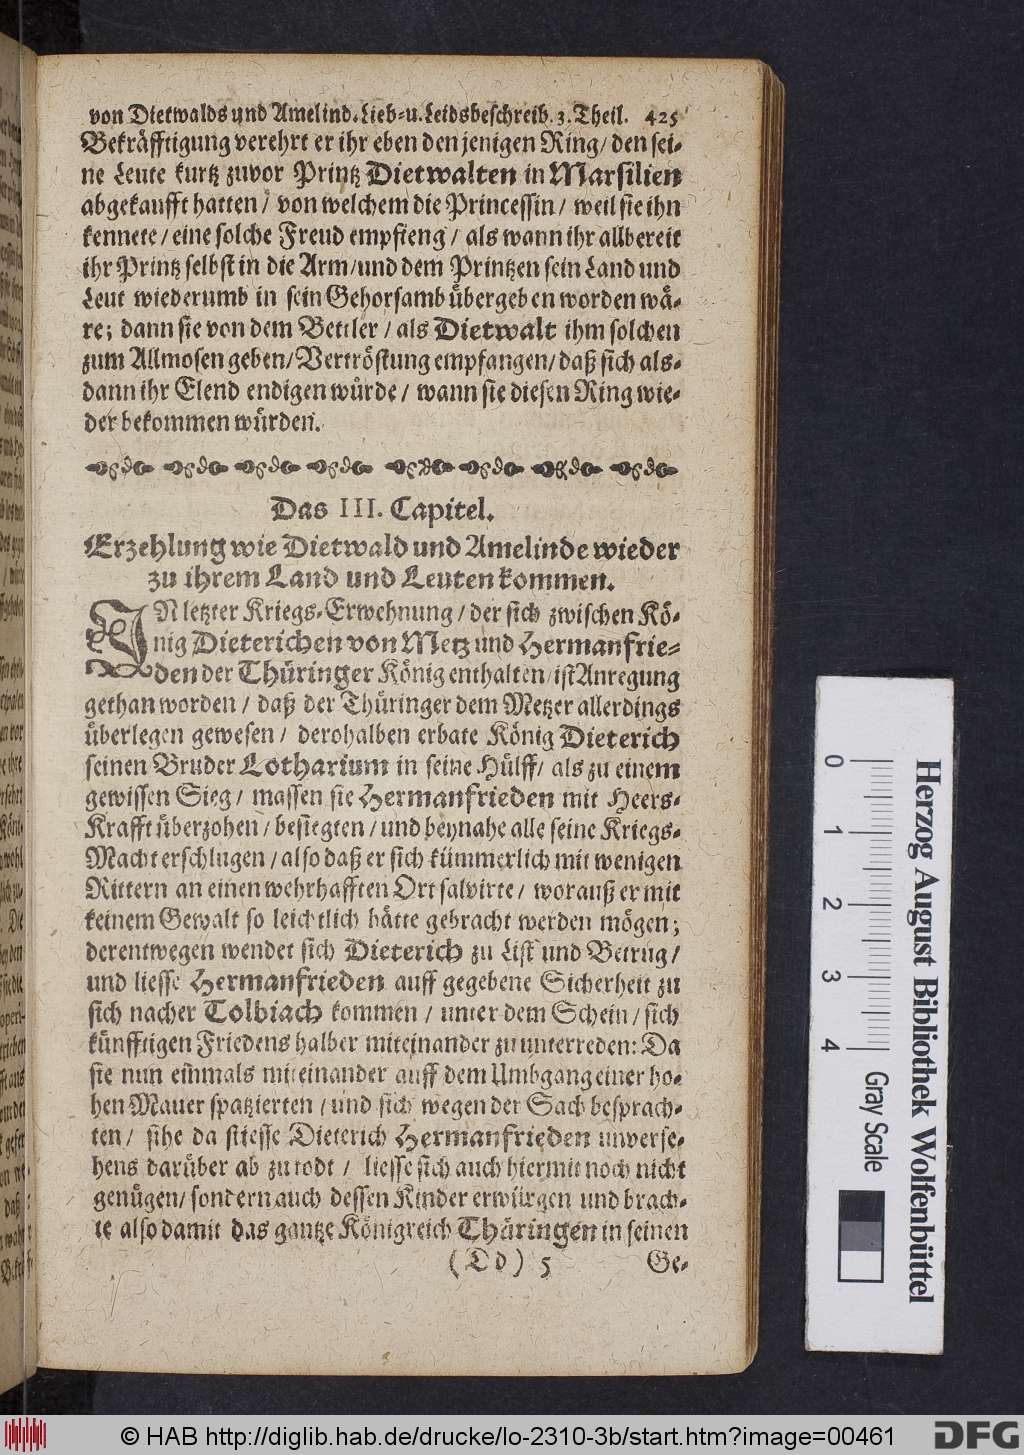 von Dietwalds und Amelind. Lieb= u. Leidsbeschreib. 3. Theil. 425
Bekräfftigung verehrt er ihr eben den jenigen Ring / den sei=
ne Leute kurtz zuvor Printz Dietwalten in Marsilien
abgekaufft hatten / von welchem die Princessin / weil sie ihn
kennete / eine solche Freud empfieng / als wann ihr allbereit
ihr Printz selbst in die Arm / und dem Printzen sein Land und
Leut wiederumb in sein Gehorsamb übergeben worden wä=
re; dann sie von dem Bettler / als Dietwalt ihm solchen
zum Allmosen geben / Vertröstung empfangen / daß sich als=
dann ihr Elend endigen würde / wann sie diesen Ring wie=
der bekommen würden.
Das III. Capitel.
Erzehlung wie Dietwald und Amelinde wieder
zu ihrem Land und Leuten kommen.
IN letzter Kriegs=Erwehnung / der sich zwischen Kö=
nig Dieterichen von Metz und Hermanfrie=
den der Thüringer König enthalten / ist Anregung
gethan worden / daß der Thüringer dem Metzer allerdings
überlegen gewesen / derohalben erbate König Dieterich
seinen Bruder Lotharium in seine Hülff / als zu einem
gewissen Sieg / massen sie Hermanfrieden mit Heers=
Krafft überzohen / besiegten / und beynahe alle seine Kriegs=
Macht erschlugen / also daß er sich kümmerlich mit wenigen
Rittern an einen wehrhafften Ort salvirte / worauß er mit
keinem Gewalt so leichtlich hätte gebracht werden mögen;
derentwegen wendet sich Dieterich zu List und Betrug /
und liesse Hermanfrieden auff gegebene Sicherheit zu
sich nacher Tolbiach kommen / unter dem Schein / sich
künfftigen Friedens halber miteinander zu unterreden: Da
sie nun einmals miteinander auff dem Umbgang einer ho=
hen Mauer spatzierten / und sich wegen der Sach besprach=
ten / sihe da stiesse Dieterich Hermanfrieden unverse=
hens darüber ab zu todt / liesse sich auch hiermit noch nicht
genügen / sondern auch dessen Kinder erwürgen und brach=
te also damit das gantze Königreich Thüringen in seinen
(Dd) 5 Ge=
0 1 2 3 4
Gray Scale
Herzog August Bibliothek Wolfenbüttel
© HAB http://diglib.hab.de/drucke/lo-2310-3b/start.htm?image=00461
DFG